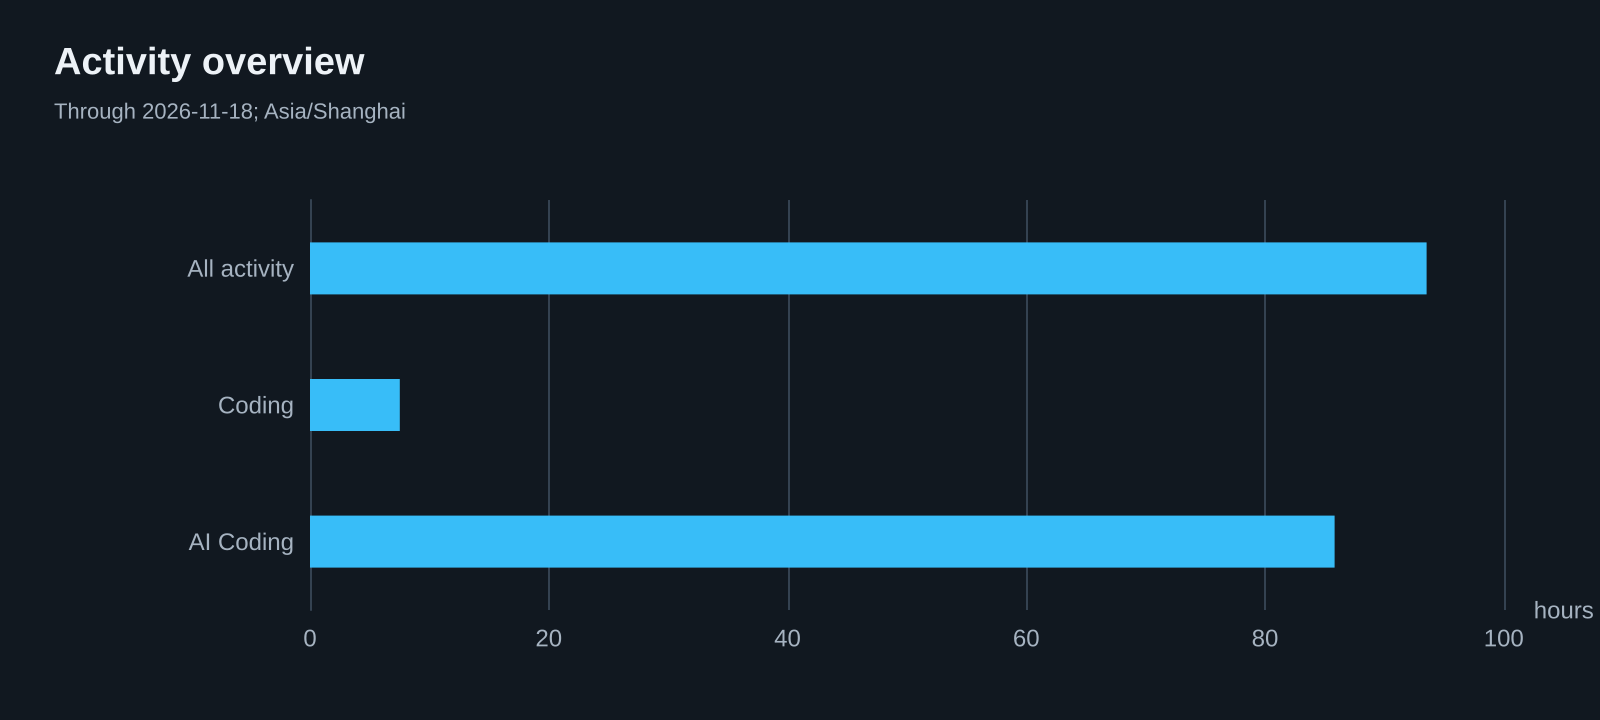 Activity overview
Through 2026-11-18; Asia/Shanghai
All activity
Coding
AI Coding
hours
0 20 40 60 80 100